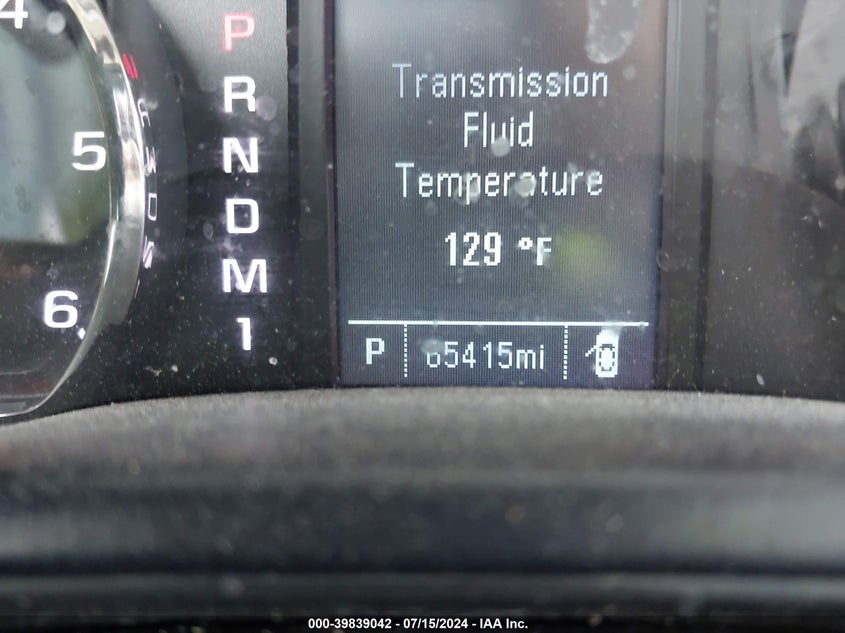 4
5
6
P
R
N
D
M
1
Transmission
Fluid
Temperature
129 °F
P 65415mi
000-39839042 - 07/15/2024 - IAA Inc.